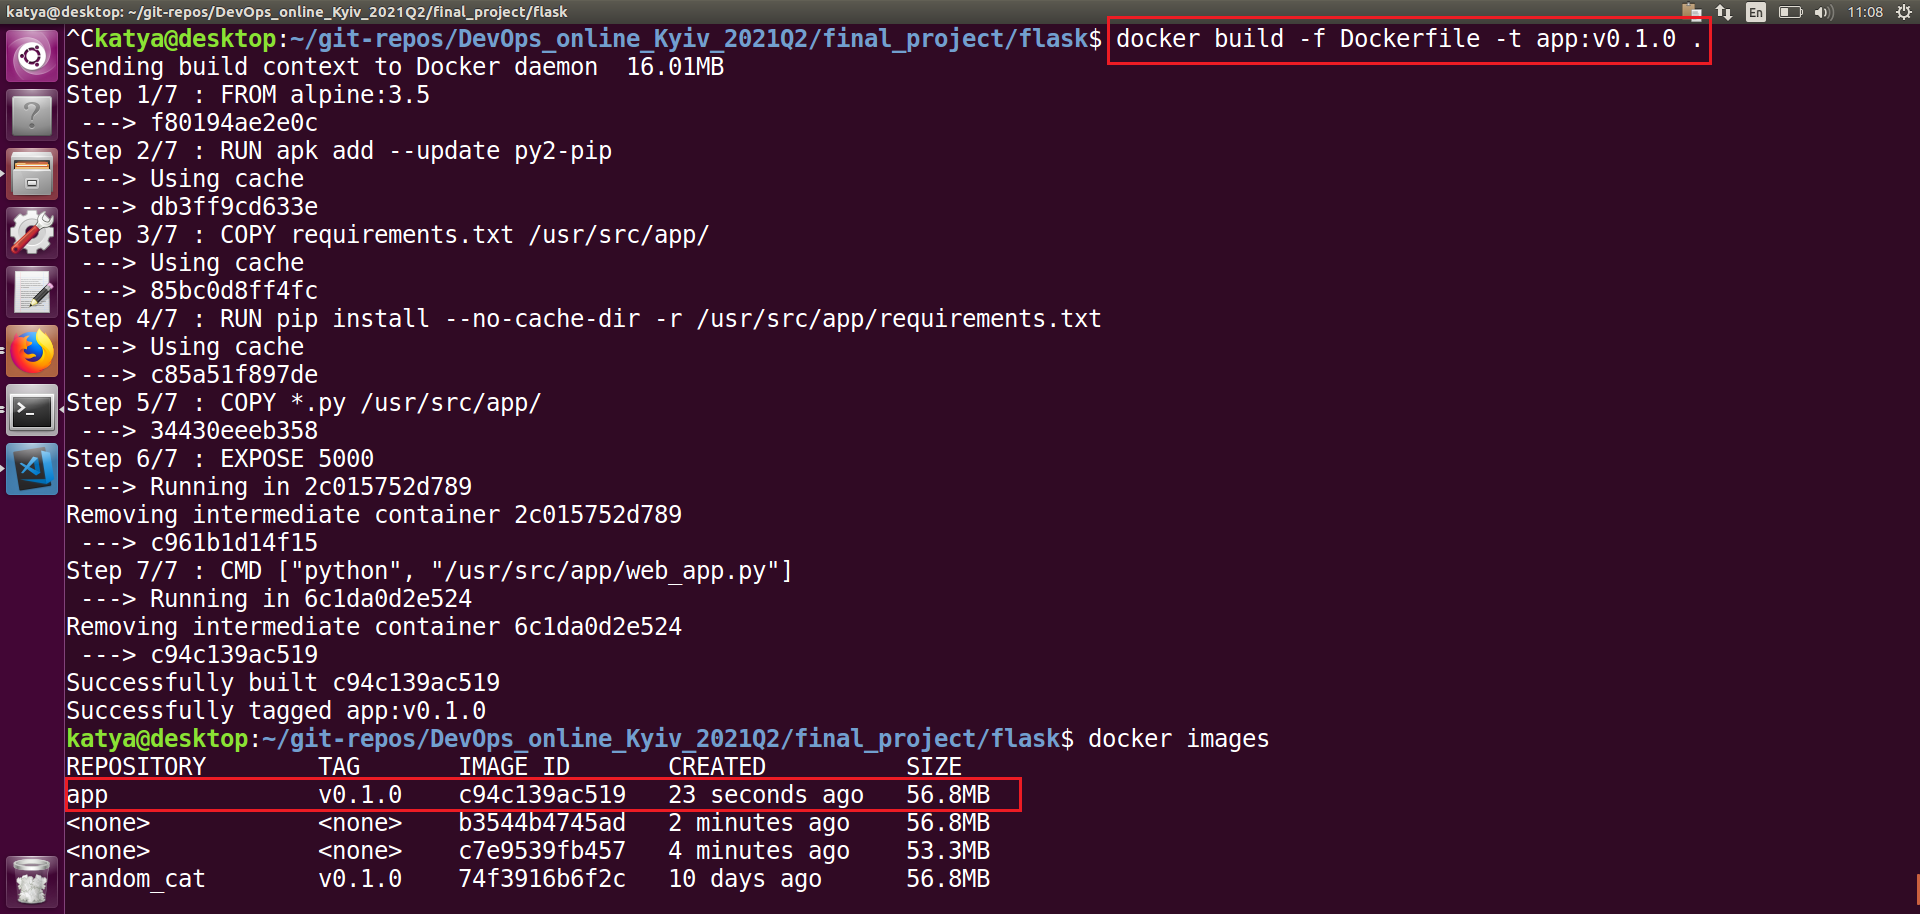 katya@desktop: ~/git-repos/DevOps_online_Kyiv_2021Q2/final_project/flask
En
11:08
^Ckatya@desktop:~/git-repos/DevOps_online_Kyiv_2021Q2/final_project/flask$ docker build -f Dockerfile -t app:v0.1.0 .
Sending build context to Docker daemon  16.01MB
Step 1/7 : FROM alpine:3.5
 ---> f80194ae2e0c
Step 2/7 : RUN apk add --update py2-pip
 ---> Using cache
 ---> db3ff9cd633e
Step 3/7 : COPY requirements.txt /usr/src/app/
 ---> Using cache
 ---> 85bc0d8ff4fc
Step 4/7 : RUN pip install --no-cache-dir -r /usr/src/app/requirements.txt
 ---> Using cache
 ---> c85a51f897de
Step 5/7 : COPY *.py /usr/src/app/
 ---> 34430eeeb358
Step 6/7 : EXPOSE 5000
 ---> Running in 2c015752d789
Removing intermediate container 2c015752d789
 ---> c961b1d14f15
Step 7/7 : CMD ["python", "/usr/src/app/web_app.py"]
 ---> Running in 6c1da0d2e524
Removing intermediate container 6c1da0d2e524
 ---> c94c139ac519
Successfully built c94c139ac519
Successfully tagged app:v0.1.0
katya@desktop:~/git-repos/DevOps_online_Kyiv_2021Q2/final_project/flask$ docker images
REPOSITORY        TAG       IMAGE ID       CREATED          SIZE
app               v0.1.0    c94c139ac519   23 seconds ago   56.8MB
<none>            <none>    b3544b4745ad   2 minutes ago    56.8MB
<none>            <none>    c7e9539fb457   4 minutes ago    53.3MB
random_cat        v0.1.0    74f3916b6f2c   10 days ago      56.8MB